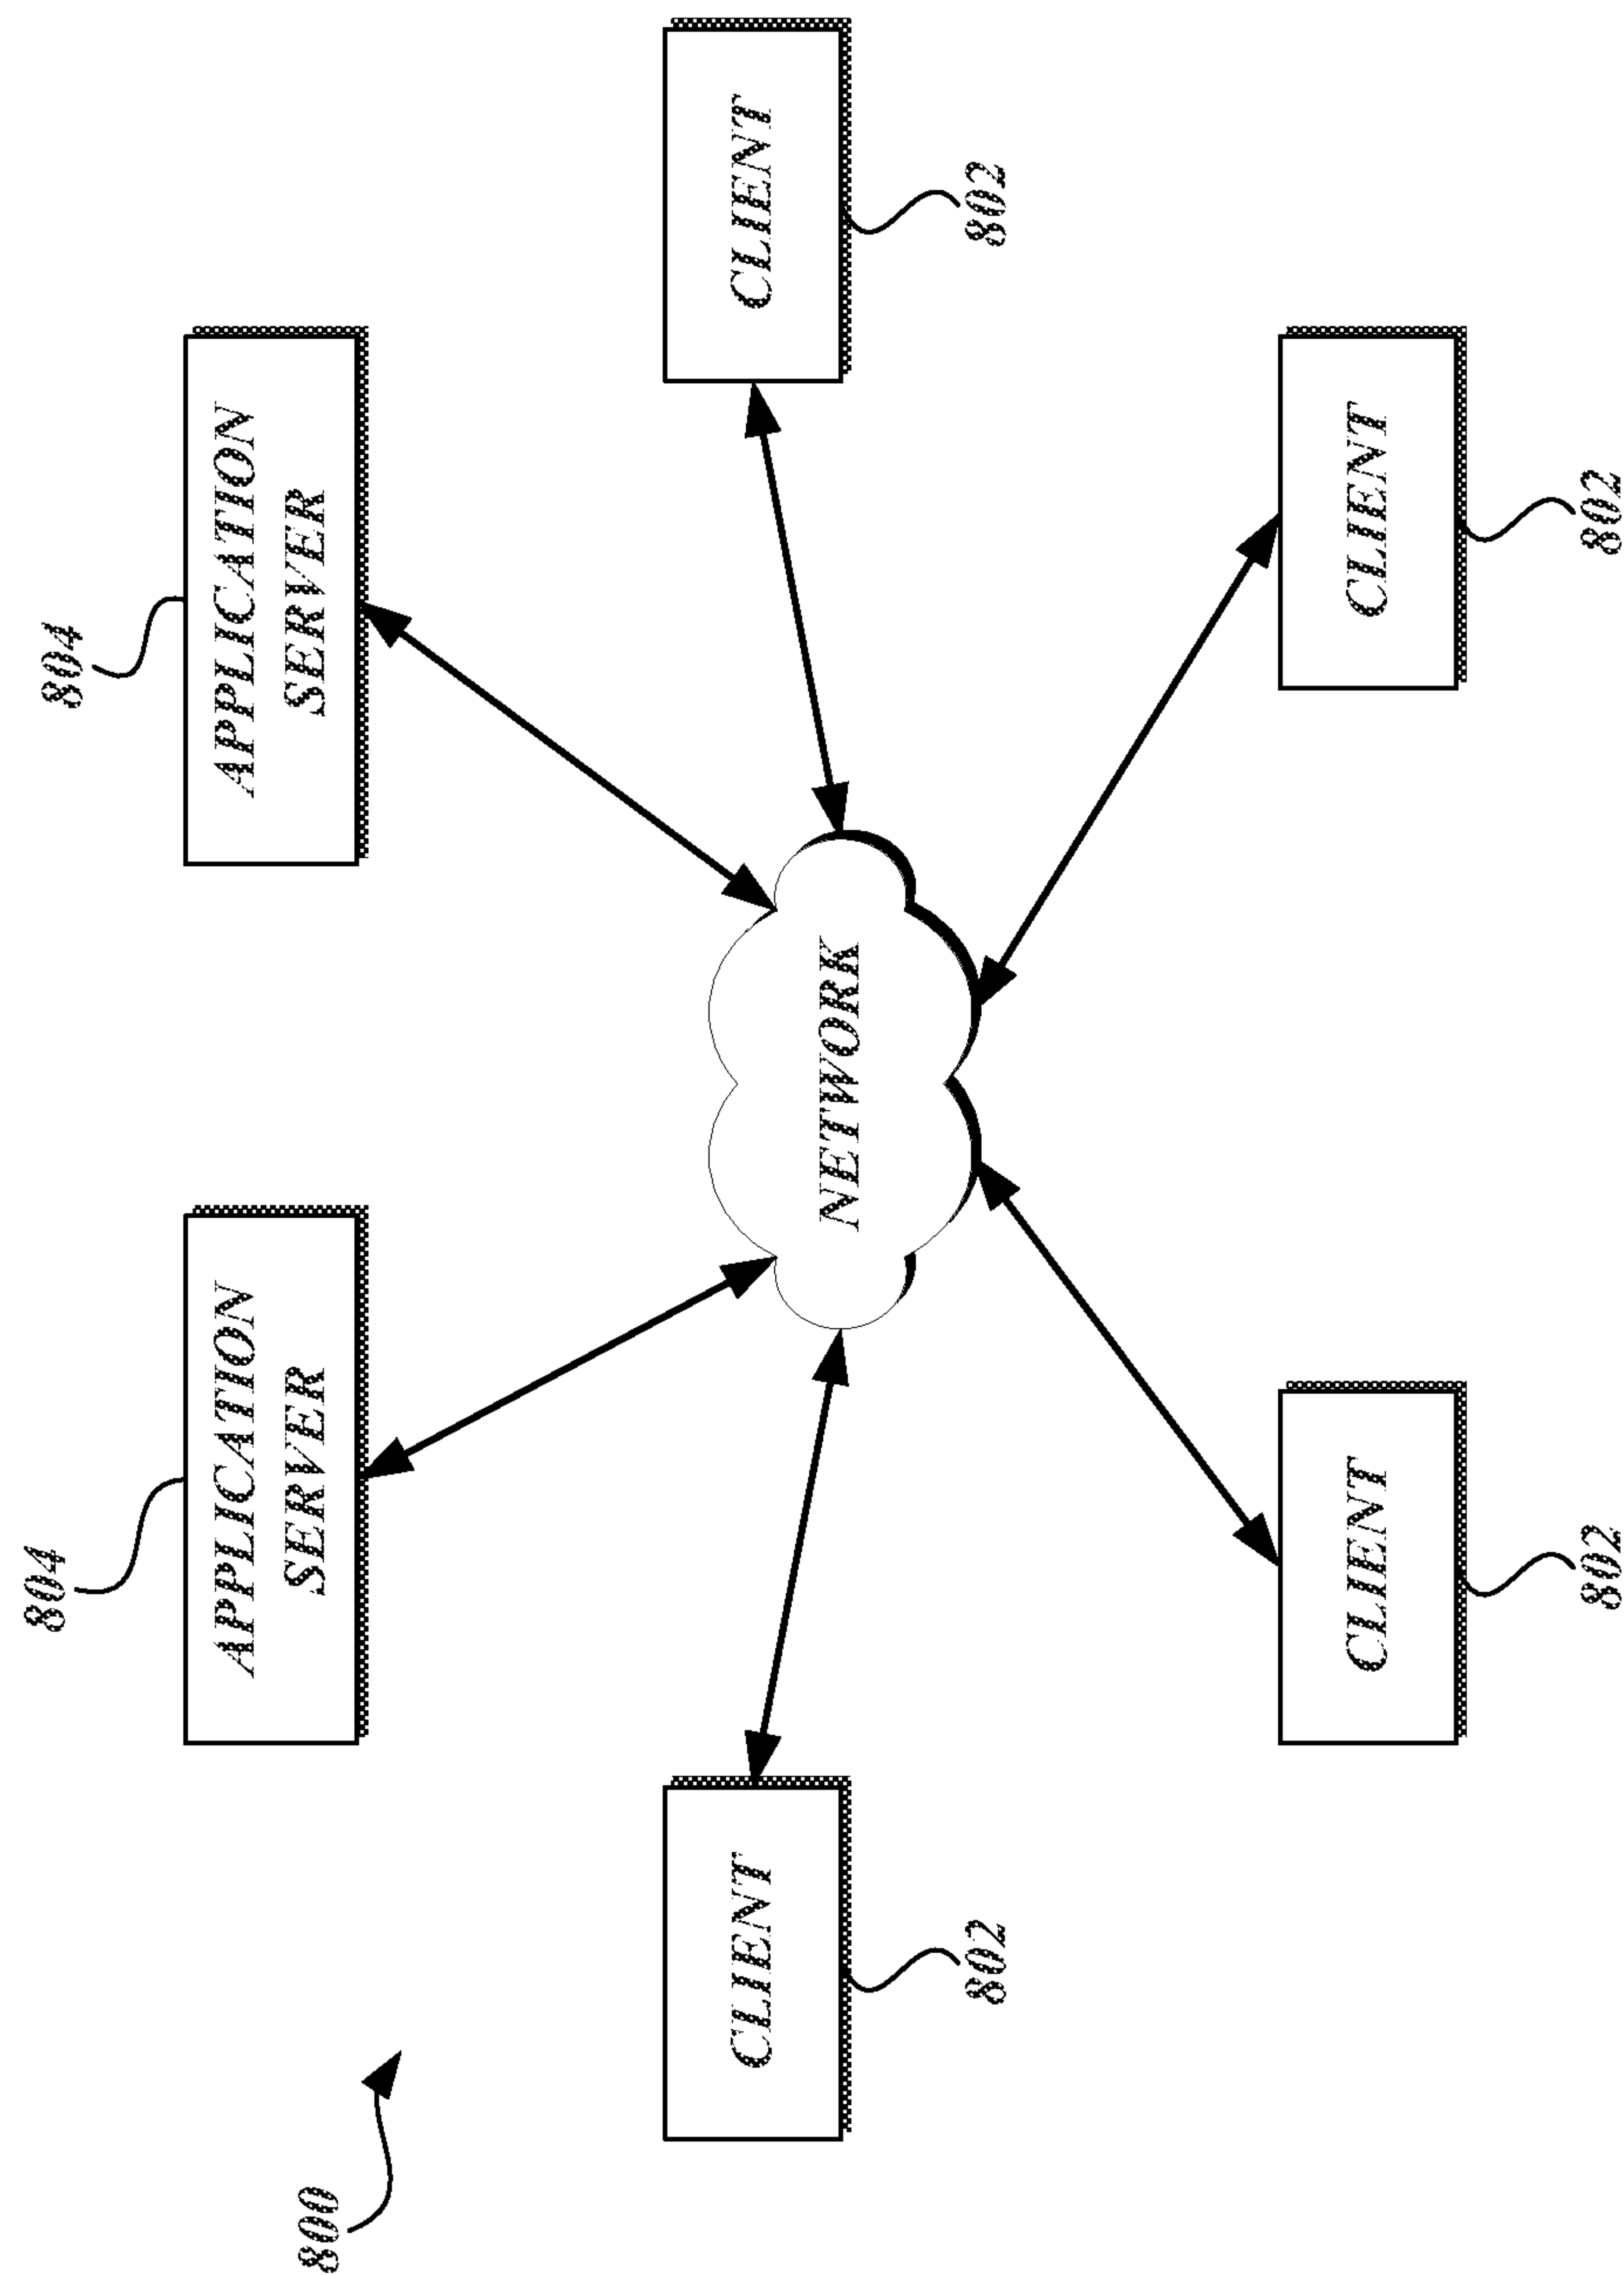 804
804
APPLICATION
SERVER
APPLICATION
SERVER
800
CLIENT
CLIENT
NETWORK
802
802
CLIENT
CLIENT
802
802